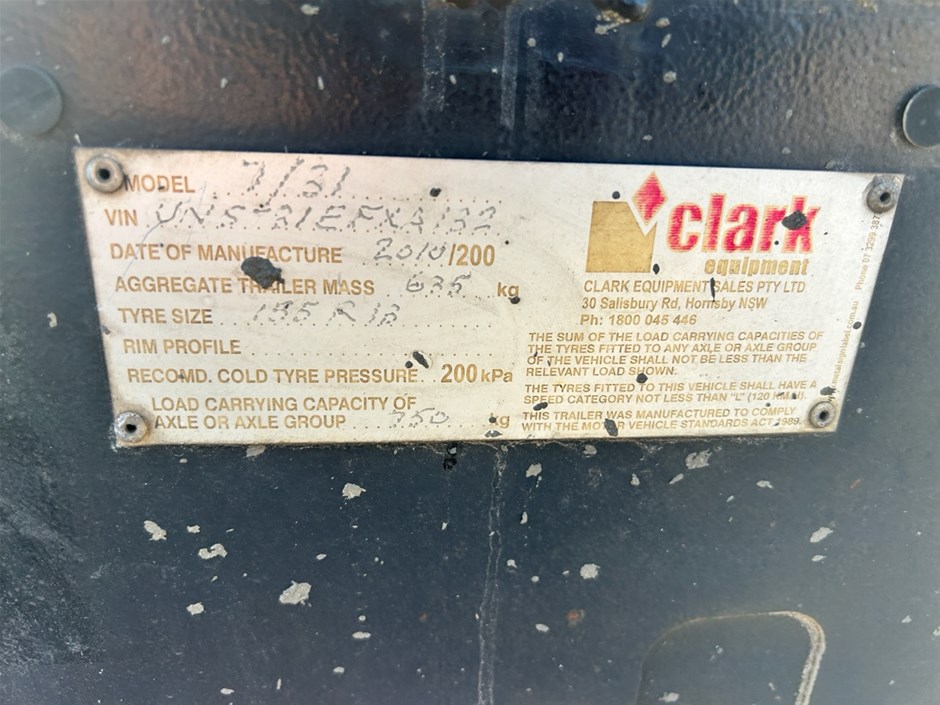 MODEL 7/31
VIN
DATE OF MANUFACTURE 2010/200
AGGREGATE TRAILER MASS 635 kg
TYRE SIZE 155 R 13
RIM PROFILE
RECOMD. COLD TYRE PRESSURE 200 kPa
LOAD CARRYING CAPACITY OF
AXLE OR AXLE GROUP 750 kg
clark
equipment
CLARK EQUIPMENT SALES PTY LTD
30 Salisbury Rd, Hornsby NSW
Ph: 1800 045 446
THE SUM OF THE LOAD CARRYING CAPACITIES OF
THE TYRES FITTED TO ANY AXLE OR AXLE GROUP
OF THE VEHICLE SHALL NOT BE LESS THAN THE
RELEVANT LOAD SHOWN.
THE TYRES FITTED TO THIS VEHICLE SHALL HAVE A
SPEED CATEGORY NOT LESS THAN "L" (120 KM/H).
THIS TRAILER WAS MANUFACTURED TO COMPLY
WITH THE MOTOR VEHICLE STANDARDS ACT 1989.
Phone 07 3299